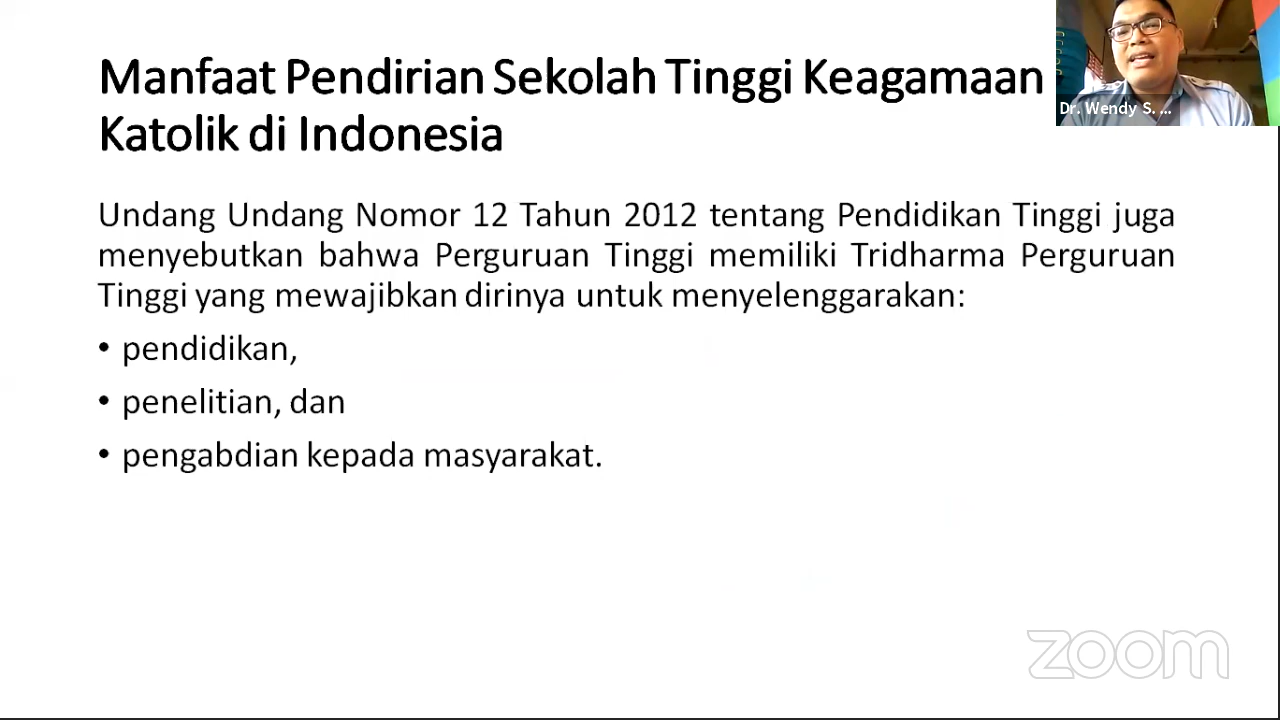 Manfaat Pendirian Sekolah Tinggi Keagamaan
Katolik di Indonesia
Dr. Wendy S. ...
Undang Undang Nomor 12 Tahun 2012 tentang Pendidikan Tinggi juga
menyebutkan bahwa Perguruan Tinggi memiliki Tridharma Perguruan
Tinggi yang mewajibkan dirinya untuk menyelenggarakan:
• pendidikan,
• penelitian, dan
• pengabdian kepada masyarakat.
zoom